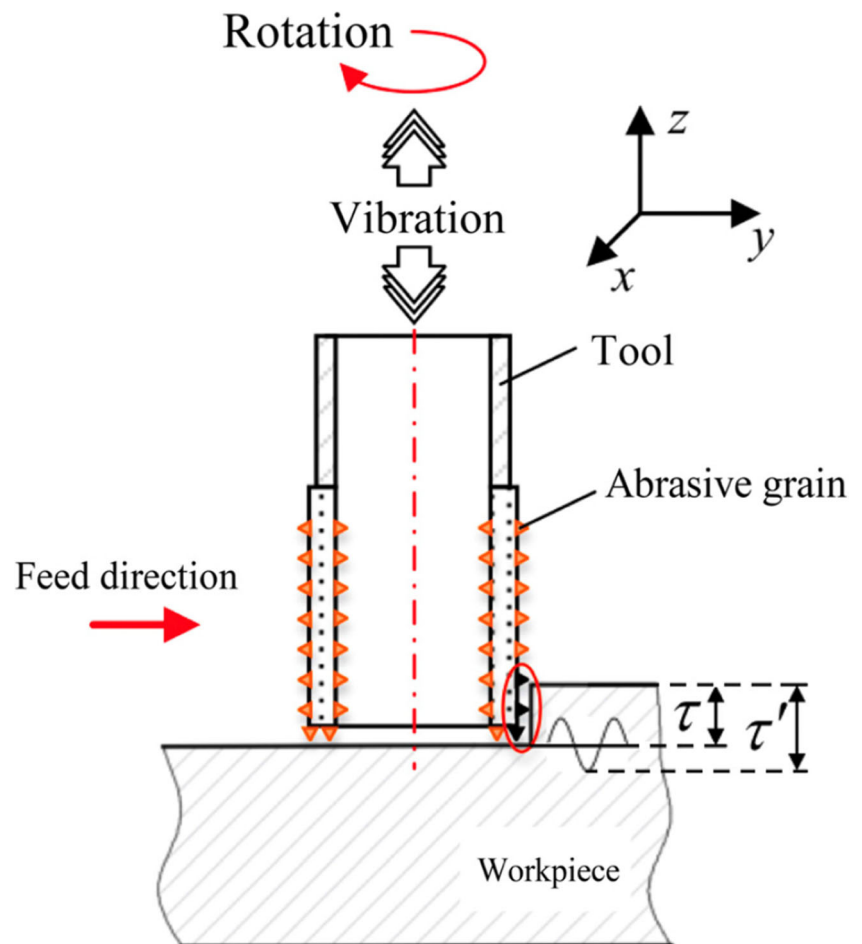 Rotation
z
Vibration
y
x
Tool
Abrasive grain
Feed direction
τ
τ'
Workpiece